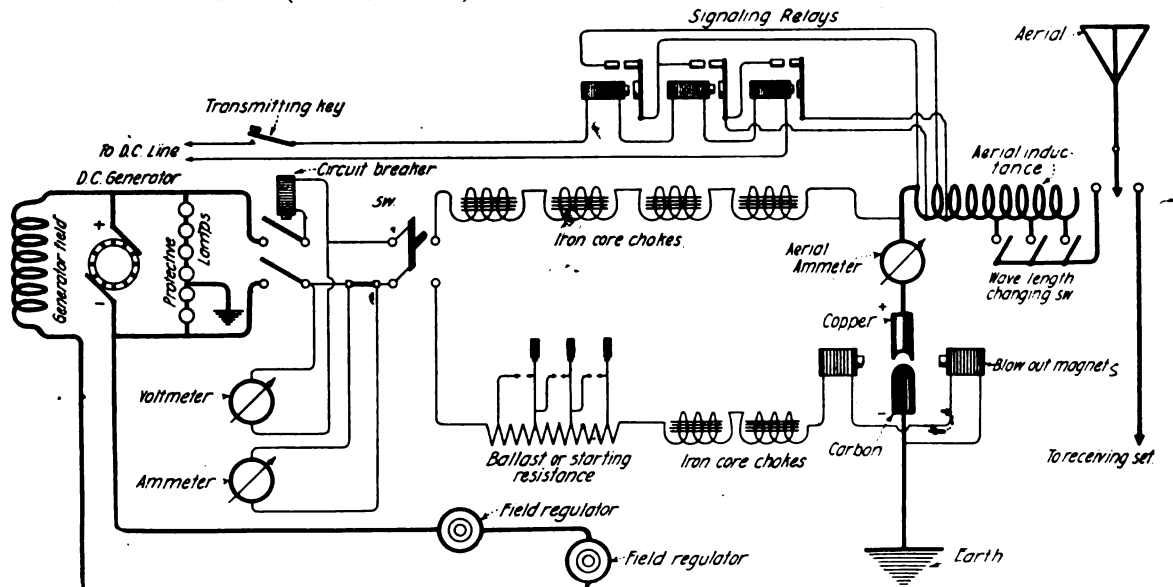 Signaling Relays
Aerial
Transmitting key
To D.C. Line
D.C. Generator
Circuit breaker
SW.
Aerial induc-
tance
Generator field
+
-
Protective
Lamps
Iron core chokes
Aerial
Ammeter
Wave length
changing sw
Copper
+
Blow out magnets
Voltmeter
-
Carbon
Ballast or starting
resistance
Iron core chokes
To receiving set.
Ammeter
Field regulator
Field regulator
Earth